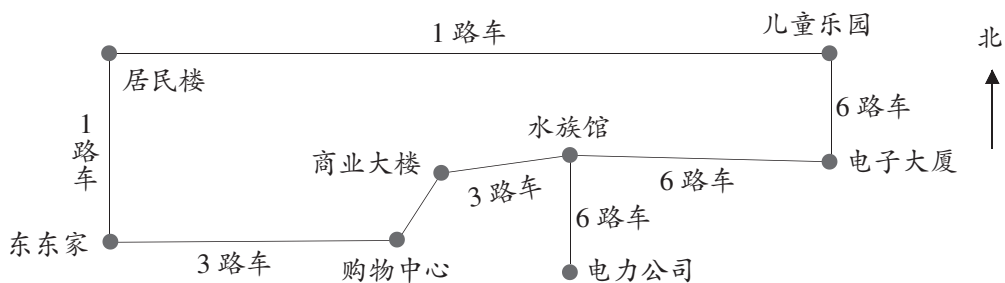 1 路车
儿童乐园
北
居民楼
6 路车
1
路
车
水族馆
商业大楼
电子大厦
3 路车
6 路车
6 路车
东东家
3 路车
购物中心
电力公司